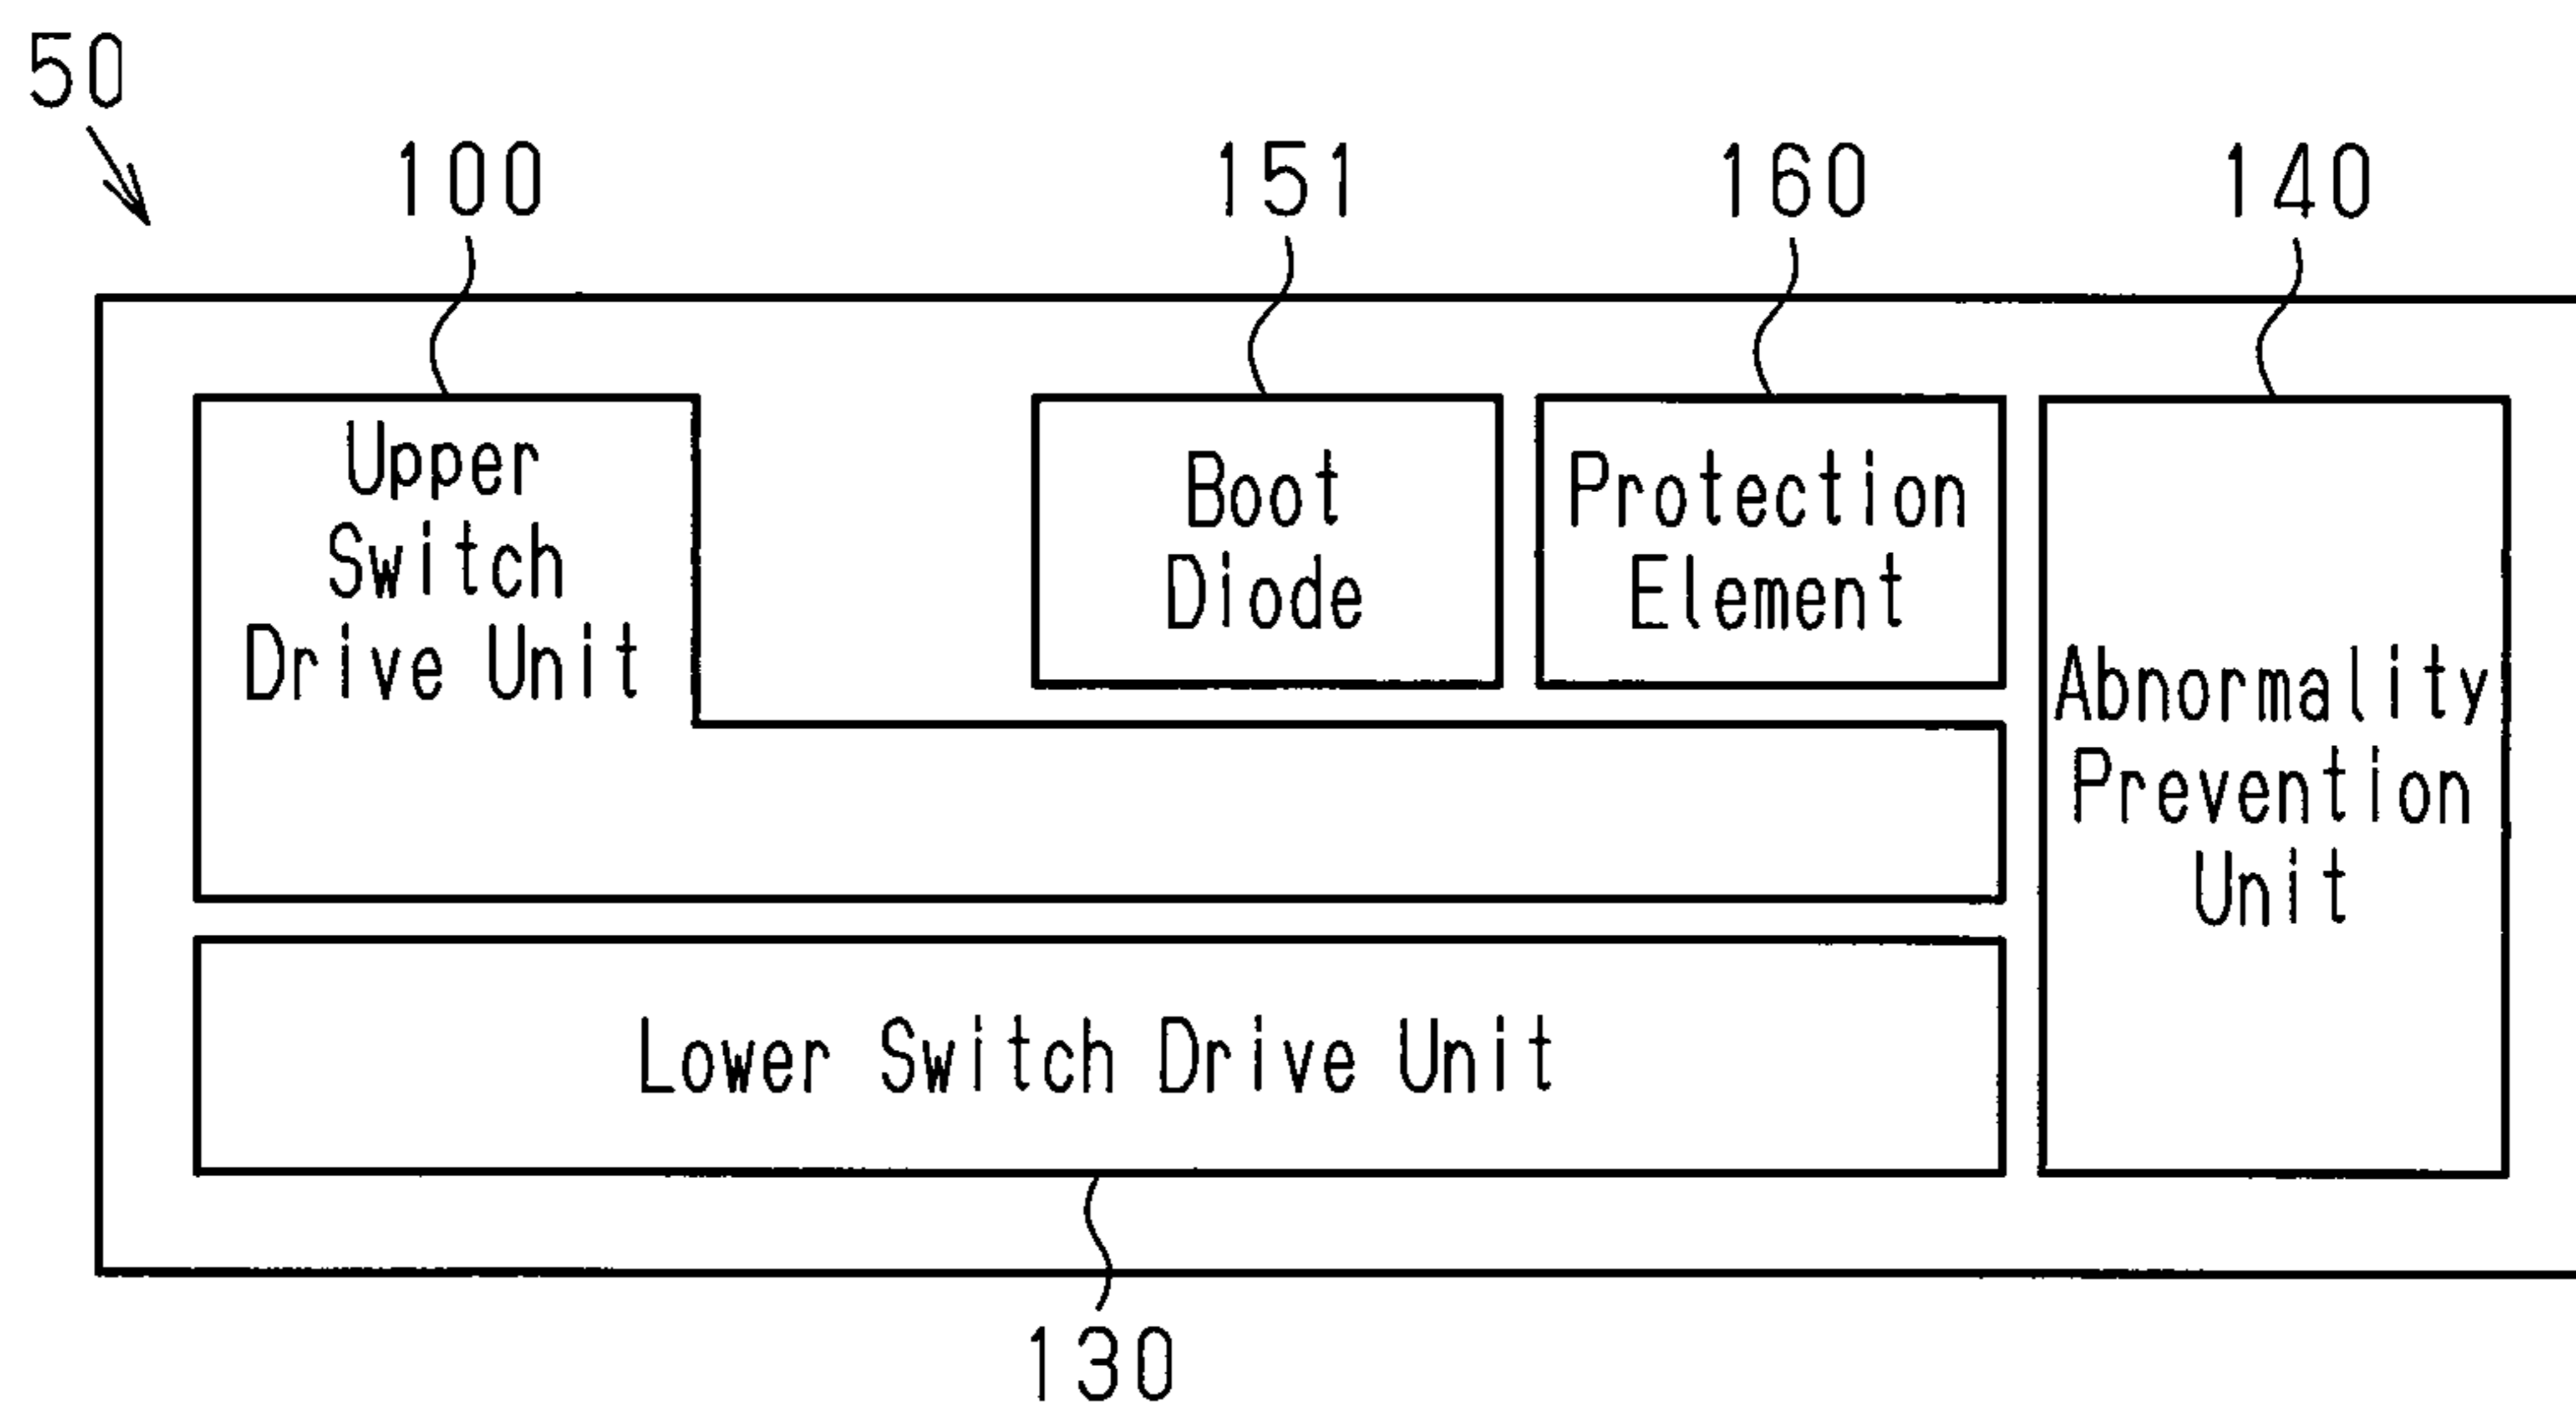 50
100
151
160
140
Upper
Switch
Drive Unit
Boot
Diode
Protection
Element
Abnormality
Prevention
Unit
Lower Switch Drive Unit
130